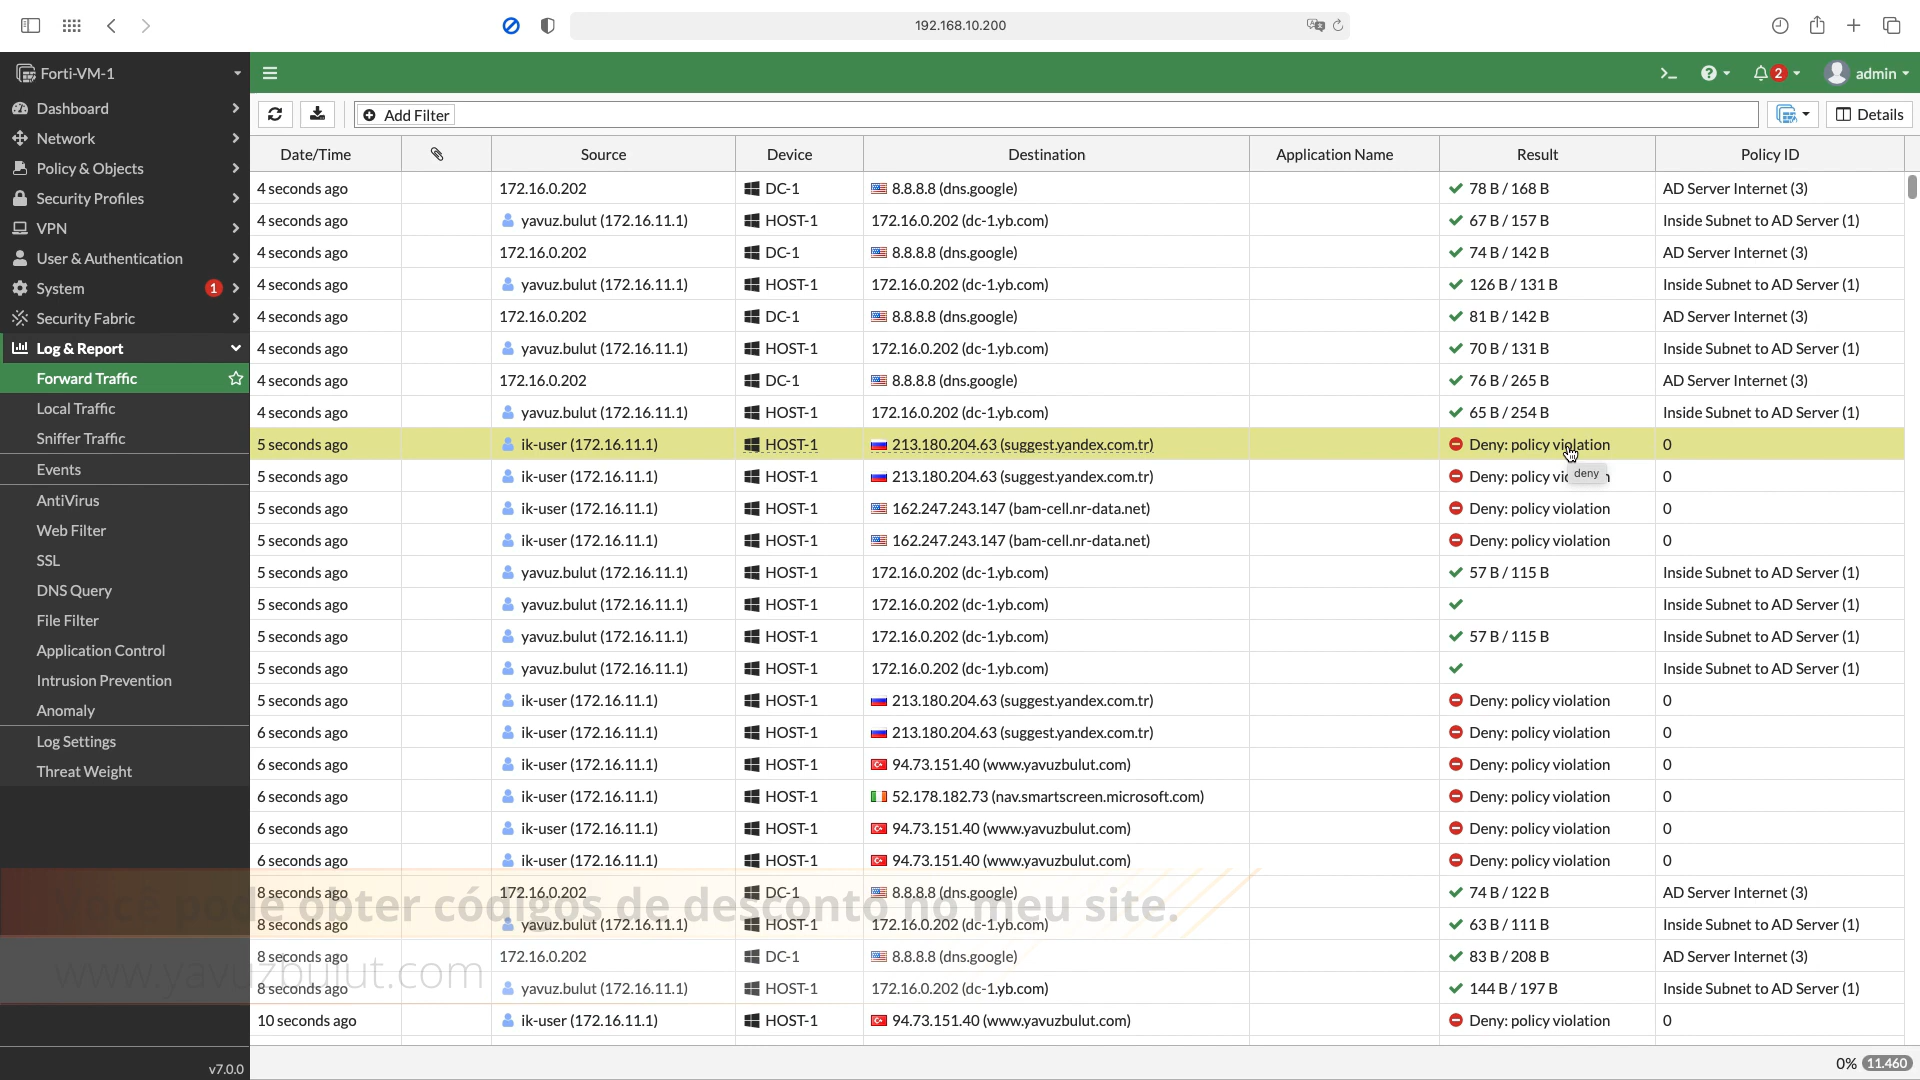 192.168.10.200
Forti-VM-1
2
admin
Dashboard
Network
Policy & Objects
Security Profiles
VPN
User & Authentication
System 1
Security Fabric
Log & Report
Forward Traffic
Local Traffic
Sniffer Traffic
Events
AntiVirus
Web Filter
SSL
DNS Query
File Filter
Application Control
Intrusion Prevention
Anomaly
Log Settings
Threat Weight
v7.0.0
Add Filter
Details
Date/Time Source Device Destination Application Name Result Policy ID
4 seconds ago 172.16.0.202 DC-1 8.8.8.8 (dns.google) 78 B / 168 B AD Server Internet (3)
4 seconds ago yavuz.bulut (172.16.11.1) HOST-1 172.16.0.202 (dc-1.yb.com) 67 B / 157 B Inside Subnet to AD Server (1)
4 seconds ago 172.16.0.202 DC-1 8.8.8.8 (dns.google) 74 B / 142 B AD Server Internet (3)
4 seconds ago yavuz.bulut (172.16.11.1) HOST-1 172.16.0.202 (dc-1.yb.com) 126 B / 131 B Inside Subnet to AD Server (1)
4 seconds ago 172.16.0.202 DC-1 8.8.8.8 (dns.google) 81 B / 142 B AD Server Internet (3)
4 seconds ago yavuz.bulut (172.16.11.1) HOST-1 172.16.0.202 (dc-1.yb.com) 70 B / 131 B Inside Subnet to AD Server (1)
4 seconds ago 172.16.0.202 DC-1 8.8.8.8 (dns.google) 76 B / 265 B AD Server Internet (3)
4 seconds ago yavuz.bulut (172.16.11.1) HOST-1 172.16.0.202 (dc-1.yb.com) 65 B / 254 B Inside Subnet to AD Server (1)
5 seconds ago ik-user (172.16.11.1) HOST-1 213.180.204.63 (suggest.yandex.com.tr) Deny: policy violation 0
5 seconds ago ik-user (172.16.11.1) HOST-1 213.180.204.63 (suggest.yandex.com.tr) Deny: policy vi n 0
deny
5 seconds ago ik-user (172.16.11.1) HOST-1 162.247.243.147 (bam-cell.nr-data.net) Deny: policy violation 0
5 seconds ago ik-user (172.16.11.1) HOST-1 162.247.243.147 (bam-cell.nr-data.net) Deny: policy violation 0
5 seconds ago yavuz.bulut (172.16.11.1) HOST-1 172.16.0.202 (dc-1.yb.com) 57 B / 115 B Inside Subnet to AD Server (1)
5 seconds ago yavuz.bulut (172.16.11.1) HOST-1 172.16.0.202 (dc-1.yb.com) Inside Subnet to AD Server (1)
5 seconds ago yavuz.bulut (172.16.11.1) HOST-1 172.16.0.202 (dc-1.yb.com) 57 B / 115 B Inside Subnet to AD Server (1)
5 seconds ago yavuz.bulut (172.16.11.1) HOST-1 172.16.0.202 (dc-1.yb.com) Inside Subnet to AD Server (1)
5 seconds ago ik-user (172.16.11.1) HOST-1 213.180.204.63 (suggest.yandex.com.tr) Deny: policy violation 0
6 seconds ago ik-user (172.16.11.1) HOST-1 213.180.204.63 (suggest.yandex.com.tr) Deny: policy violation 0
6 seconds ago ik-user (172.16.11.1) HOST-1 94.73.151.40 (www.yavuzbulut.com) Deny: policy violation 0
6 seconds ago ik-user (172.16.11.1) HOST-1 52.178.182.73 (nav.smartscreen.microsoft.com) Deny: policy violation 0
6 seconds ago ik-user (172.16.11.1) HOST-1 94.73.151.40 (www.yavuzbulut.com) Deny: policy violation 0
6 seconds ago ik-user (172.16.11.1) HOST-1 94.73.151.40 (www.yavuzbulut.com) Deny: policy violation 0
8 seconds ago 172.16.0.202 DC-1 8.8.8.8 (dns.google) 74 B / 122 B AD Server Internet (3)
Você pode obter códigos de desconto no meu site.
8 seconds ago yavuz.bulut (172.16.11.1) HOST-1 172.16.0.202 (dc-1.yb.com) 63 B / 111 B Inside Subnet to AD Server (1)
8 seconds ago 172.16.0.202 DC-1 8.8.8.8 (dns.google) 83 B / 208 B AD Server Internet (3)
www.yavuzbulut.com
8 seconds ago yavuz.bulut (172.16.11.1) HOST-1 172.16.0.202 (dc-1.yb.com) 144 B / 197 B Inside Subnet to AD Server (1)
10 seconds ago ik-user (172.16.11.1) HOST-1 94.73.151.40 (www.yavuzbulut.com) Deny: policy violation 0
0% 11.460